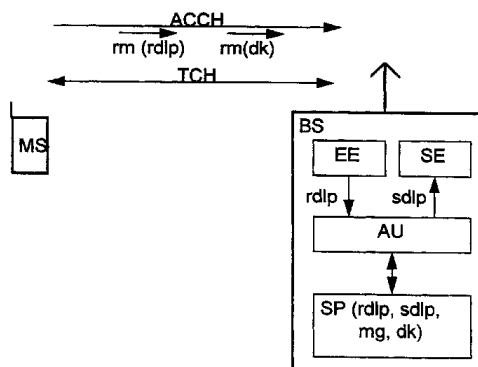 ACCH
rm (rdlp) rm(dk)
TCH
MS
BS
EE SE
rdlp sdlp
AU
SP (rdlp, sdlp,
mg, dk)